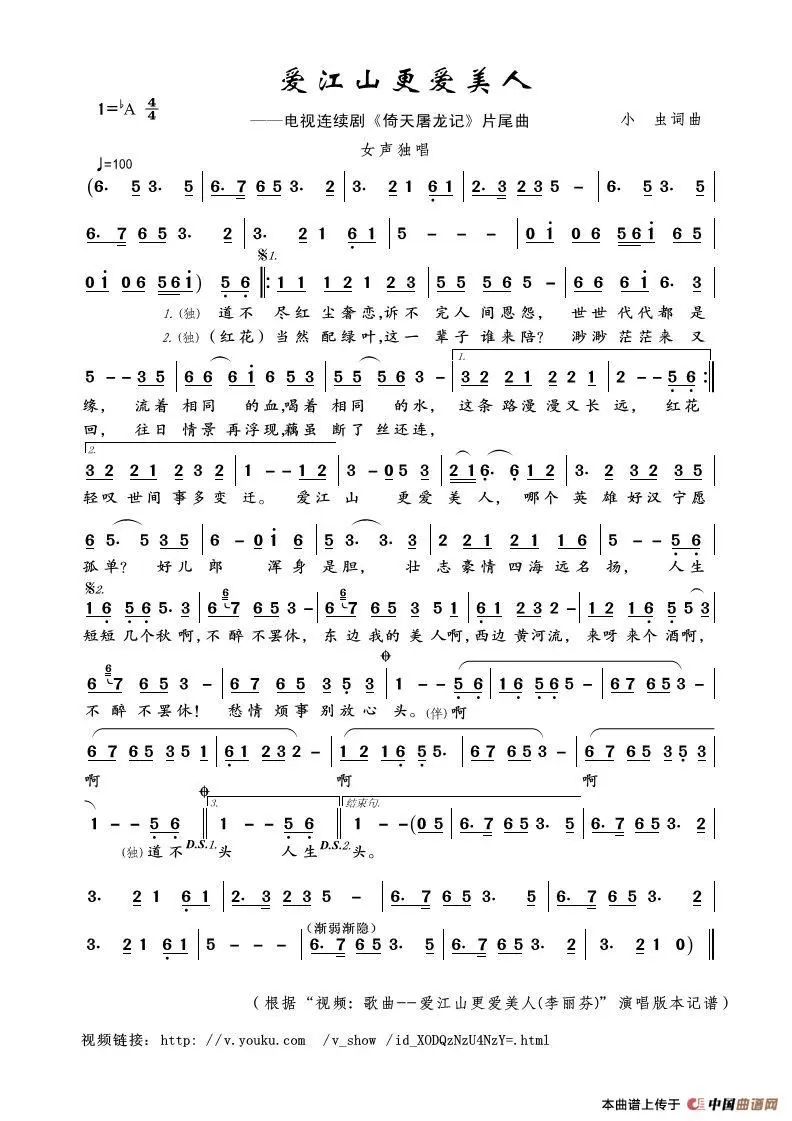 爱江山更爱美人
1=♭A 4/4
——电视连续剧《倚天屠龙记》片尾曲
小 虫词曲
女声独唱
♩=100
(6. 5 3. 5 | 6. 7 6 5 3. 2 | 3. 2 1 6 1 | 2. 3 2 3 5 - | 6. 5 3. 5
6. 7 6 5 3. 2 | 3. 2 1 6 1 | 5 - - - | 0 1 0 6 5 6 1 6 5
𝄋1.
0 1 0 6 5 6 1) 5 6 ‖: 1 1 1 2 1 2 3 | 5 5 5 6 5 - | 6 6 6 1 6. 3
1.(独) 道不 尽红 尘奢恋,诉不 完人 间恩怨, 世世 代代都 是
2.(独)(红花)当然 配绿叶,这一 辈子 谁来陪? 渺渺 茫茫来 又
1.
5 - - 3 5 | 6 6 6 1 6 5 3 | 5 5 5 6 3 - | 3 2 2 1 2 2 1 | 2 - - 5 6 :‖
缘, 流着 相同 的血,喝着 相同 的水, 这条 路漫 漫又长 远, 红花
回, 往日 情景 再浮现,藕虽 断了 丝还连,
2.
3 2 2 1 2 3 2 | 1 - - 1 2 | 3 - 0 5 3 | 2 1 6. 6 1 2 | 3. 2 3 2 3 5
轻叹 世间 事多变 迁。 爱江 山 更爱 美 人, 哪个 英 雄好汉 宁愿
6 5. 5 3 5 | 6 - 0 1 6 | 5 3. 3. 3 | 2 2 1 2 1 1 6 | 5 - - 5 6
孤单? 好儿 郎 浑 身 是胆, 壮 志豪情 四海 远名 扬, 人生
𝄋2.
1 6 5 6 5. 3 | 6 6 7 6 5 3 - | 6 6 7 6 5 3 5 1 | 6 1 2 3 2 - | 1 2 1 6 5 5 3
短短 几个秋 啊,不醉 不罢休, 东边 我的 美 人啊,西边 黄河流, 来呀 来个 酒啊,
6 6 7 6 5 3 - | 6 7 6 5 3 5 3 | 1 - - 5 6 | 1 6 5 6 5 - | 6 7 6 5 3 -
不醉 不罢休! 愁情 烦事 别放心 头。(伴)啊
6 7 6 5 3 5 1 | 6 1 2 3 2 - | 1 2 1 6 5 5. | 6 7 6 5 3 - | 6 7 6 5 3 5 3
啊 啊 啊
3. 结束句.
1 - - 5 6 ‖ 1 - - 5 6 ‖ 1 - -(0 5 | 6. 7 6 5 3. 5 | 6. 7 6 5 3. 2
(独)道不 D.S.1. 头 人生 D.S.2. 头。
3. 2 1 6 1 | 2. 3 2 3 5 - | 6. 7 6 5 3. 5 | 6. 7 6 5 3. 2
(渐弱渐隐)
3. 2 1 6 1 | 5 - - - | 6. 7 6 5 3. 5 | 6. 7 6 5 3. 2 | 3. 2 1 0) ‖
(根据“视频: 歌曲--爱江山更爱美人(李丽芬)”演唱版本记谱)
视频链接: http: //v.youku.com /v_show /id_XODQzNzU4NzY=.html
本曲谱上传于 中国曲谱网